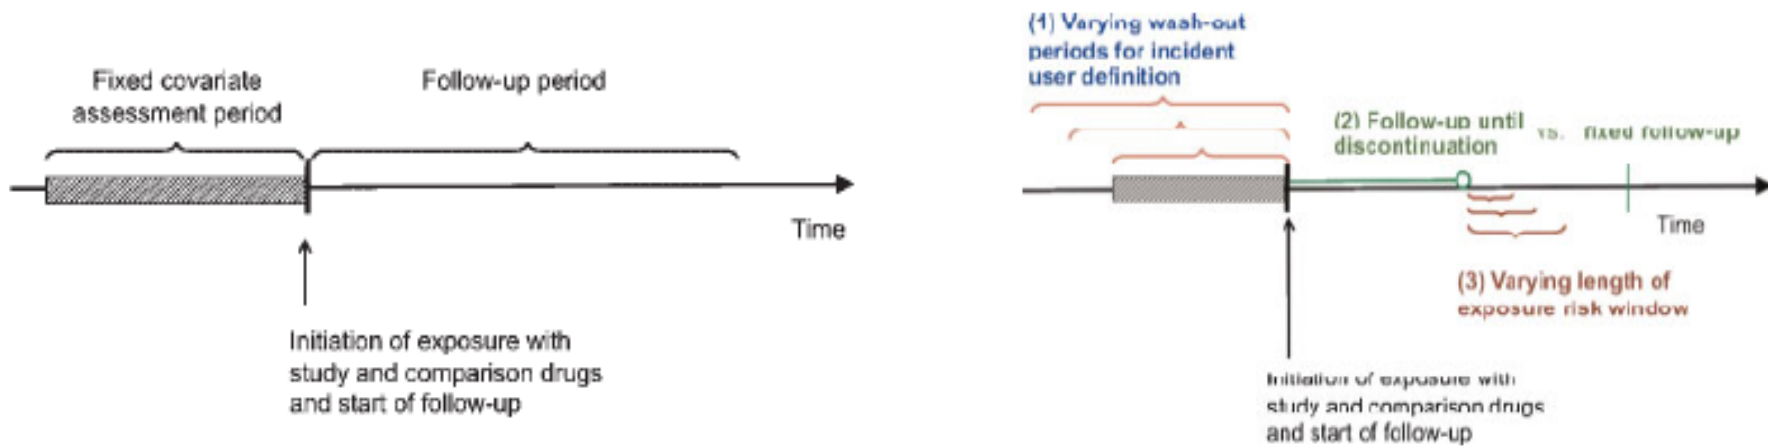 Fixed covariate
assessment period
Follow-up period
Time
Initiation of exposure with
study and comparison drugs
and start of follow-up
(1) Varying wash-out
periods for incident
user definition
(2) Follow-up until
discontinuation
vs. fixed follow-up
Time
(3) Varying length of
exposure risk window
Initiation of exposure with
study and comparison drugs
and start of follow-up